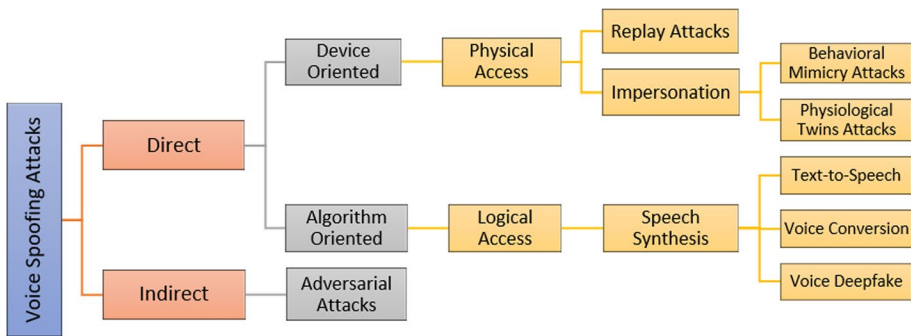 Voice Spoofing Attacks
Direct
Indirect
Device
Oriented
Algorithm
Oriented
Adversarial
Attacks
Physical
Access
Logical
Access
Replay Attacks
Impersonation
Speech
Synthesis
Behavioral
Mimicry Attacks
Physiological
Twins Attacks
Text-to-Speech
Voice Conversion
Voice Deepfake